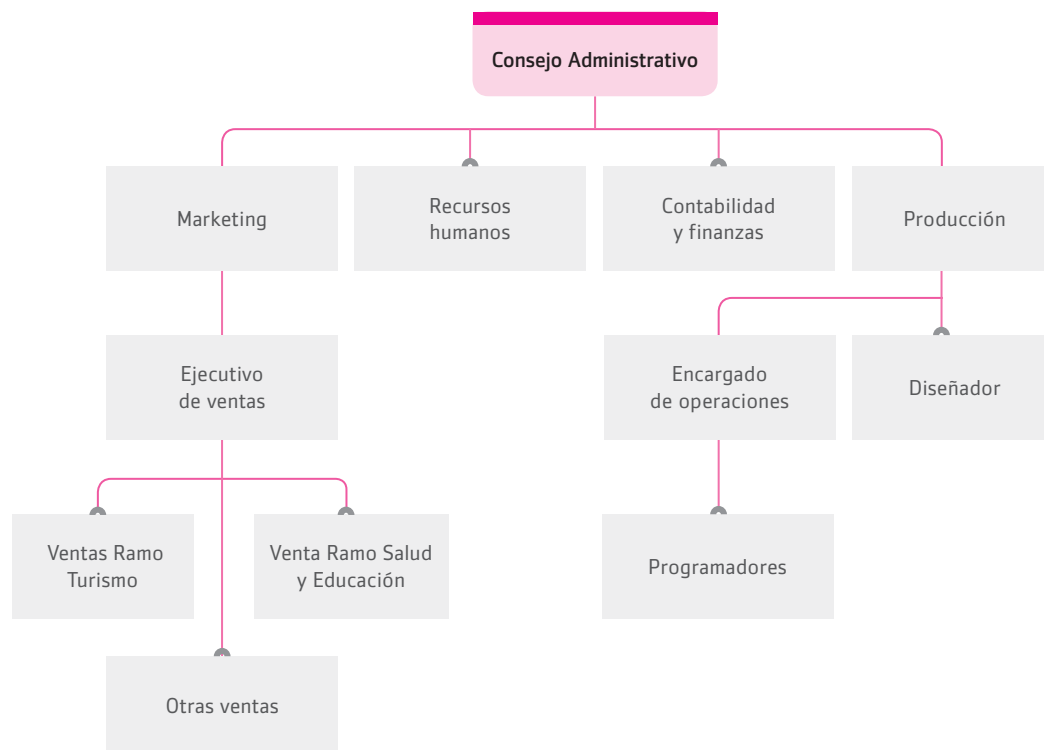 Consejo Administrativo
Marketing
Recursos
humanos
Contabilidad
y finanzas
Producción
Ejecutivo
de ventas
Encargado
de operaciones
Diseñador
Ventas Ramo
Turismo
Venta Ramo Salud
y Educación
Programadores
Otras ventas